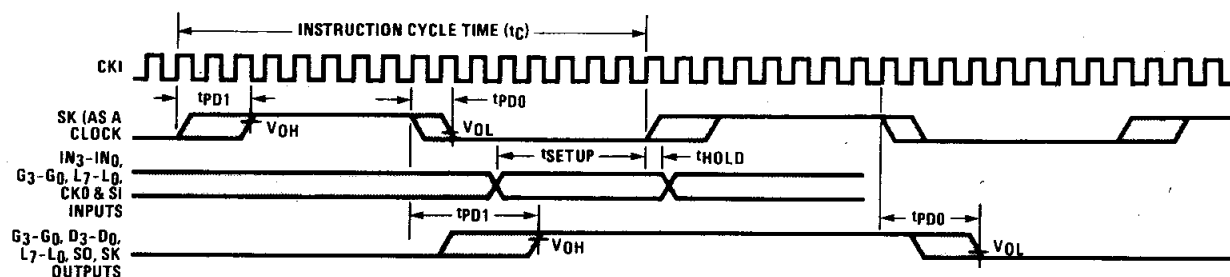 INSTRUCTION CYCLE TIME (tC)
CKI
tPD1
tPD0
SK (AS A
CLOCK
VOH
VOL
IN3-IN0,
G3-G0, L7-L0,
CKO & SI
INPUTS
tSETUP
tHOLD
tPD1
tPD0
G3-G0, D3-D0,
L7-L0, SO, SK
OUTPUTS
VOH
VOL